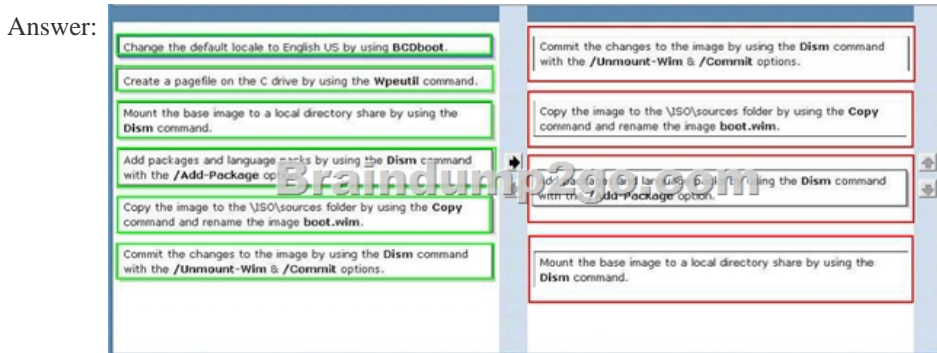 Answer:
Change the default locale to English US by using BCDboot.
Create a pagefile on the C drive by using the Wpeutil command.
Mount the base image to a local directory share by using the
Dism command.
Add packages and language packs by using the Dism command
with the /Add-Package
Copy the image to the \ISO\sources folder by using the Copy
command and rename the image boot.wim.
Commit the changes to the image by using the Dism command
with the /Unmount-Wim & /Commit options.
Commit the changes to the image by using the Dism command
with the /Unmount-Wim & /Commit options.
Copy the image to the \ISO\sources folder by using the Copy
command and rename the image boot.wim.
using the Dism command
with the /Add-Package option.
Mount the base image to a local directory share by using the
Dism command.
Braindump2go.com